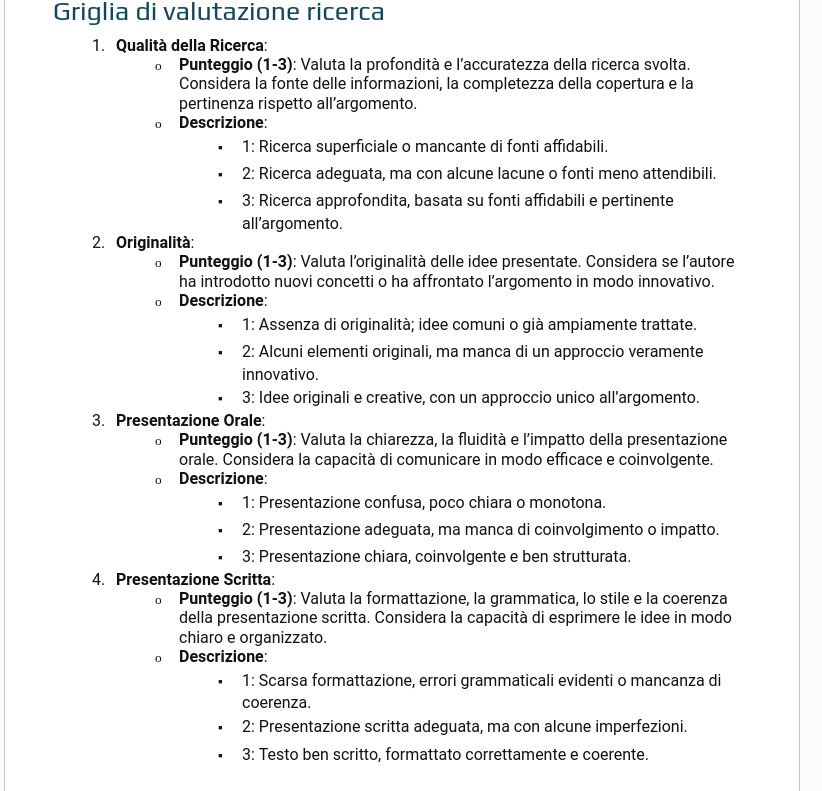 Griglia di valutazione ricerca
1. Qualità della Ricerca:
o Punteggio (1-3): Valuta la profondità e l’accuratezza della ricerca svolta.
Considera la fonte delle informazioni, la completezza della copertura e la
pertinenza rispetto all’argomento.
o Descrizione:
▪ 1: Ricerca superficiale o mancante di fonti affidabili.
▪ 2: Ricerca adeguata, ma con alcune lacune o fonti meno attendibili.
▪ 3: Ricerca approfondita, basata su fonti affidabili e pertinente
all’argomento.
2. Originalità:
o Punteggio (1-3): Valuta l’originalità delle idee presentate. Considera se l’autore
ha introdotto nuovi concetti o ha affrontato l’argomento in modo innovativo.
o Descrizione:
▪ 1: Assenza di originalità; idee comuni o già ampiamente trattate.
▪ 2: Alcuni elementi originali, ma manca di un approccio veramente
innovativo.
▪ 3: Idee originali e creative, con un approccio unico all’argomento.
3. Presentazione Orale:
o Punteggio (1-3): Valuta la chiarezza, la fluidità e l’impatto della presentazione
orale. Considera la capacità di comunicare in modo efficace e coinvolgente.
o Descrizione:
▪ 1: Presentazione confusa, poco chiara o monotona.
▪ 2: Presentazione adeguata, ma manca di coinvolgimento o impatto.
▪ 3: Presentazione chiara, coinvolgente e ben strutturata.
4. Presentazione Scritta:
o Punteggio (1-3): Valuta la formattazione, la grammatica, lo stile e la coerenza
della presentazione scritta. Considera la capacità di esprimere le idee in modo
chiaro e organizzato.
o Descrizione:
▪ 1: Scarsa formattazione, errori grammaticali evidenti o mancanza di
coerenza.
▪ 2: Presentazione scritta adeguata, ma con alcune imperfezioni.
▪ 3: Testo ben scritto, formattato correttamente e coerente.